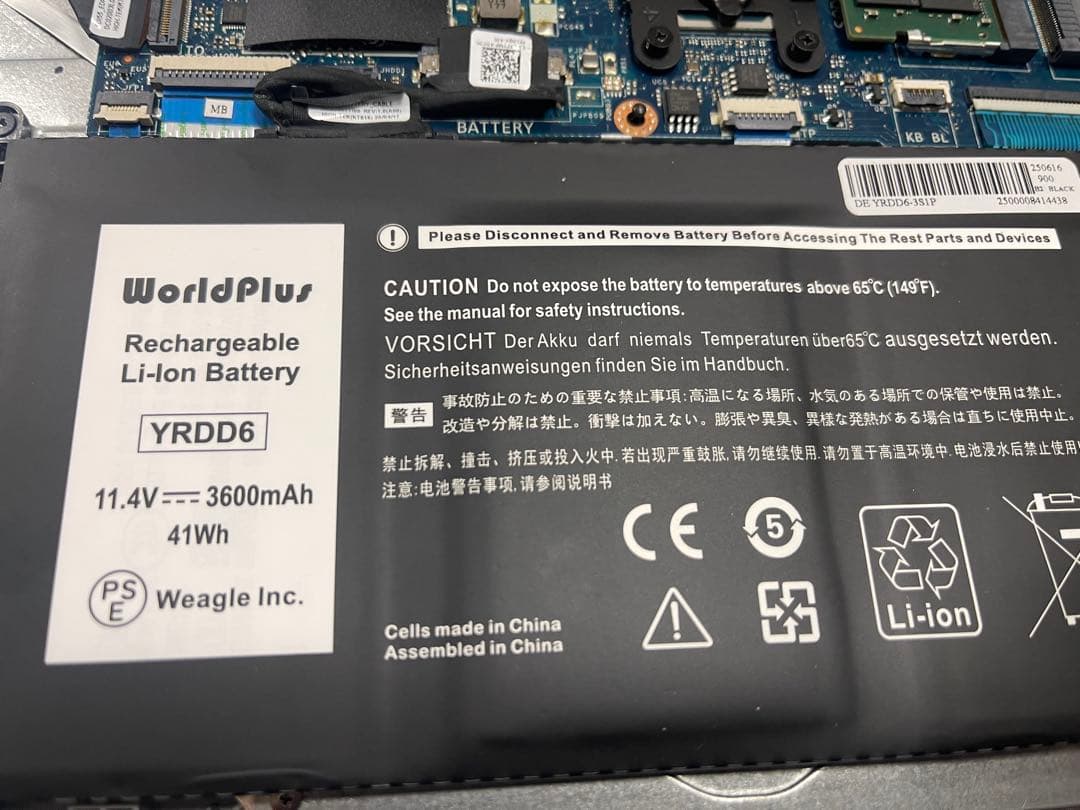 MB
BATTERY
PJP80
KB BL
250616
900
DE YRDD6-3S1P
2500008414438
Please Disconnect and Remove Battery Before Accessing The Rest Parts and Devices
WorldPlus
Rechargeable
Li-Ion Battery
YRDD6
11.4V 3600mAh
41Wh
PS
E
Weagle Inc.
CAUTION Do not expose the battery to temperatures above 65℃ (149℉).
See the manual for safety instructions.
VORSICHT Der Akku darf niemals Temperaturen über65℃ ausgesetzt werden.
Sicherheitsanweisungen finden Sie im Handbuch.
警告
事故防止のための重要な禁止事項:高温になる場所、水気のある場所での保管や使用は禁止。
改造や分解は禁止。衝撃は加えない。膨張や異臭、異様な発熱がある場合は直ちに使用中止。
禁止拆解、撞击、挤压或投入火中.若出现严重鼓胀,请勿继续使用.请勿置于高温环境中.电池浸水后禁止使用
注意:电池警告事项,请参阅说明书
CE
5
Li-ion
Cells made in China
Assembled in China